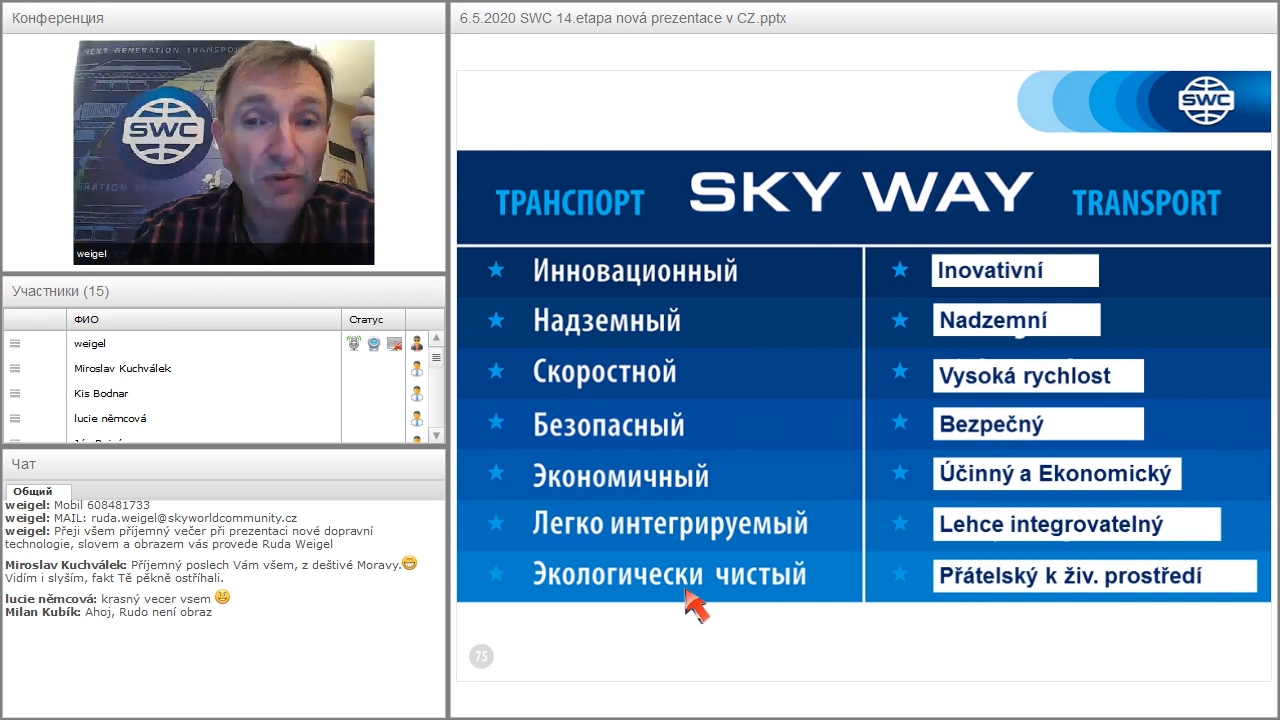 Конференция
NEXT GENERATION TRANSPO
SWC
ERATION
weigel
Участники (15)
ФИО
Статус
weigel
Miroslav Kuchválek
Kis Bodnar
lucie němcová
Чат
Общий
weigel: Mobil 608481733
weigel: MAIL: ruda.weigel@skyworldcommunity.cz
weigel: Přeji všem příjemný večer při prezentaci nové dopravní
technologie, slovem a obrazem vás provede Ruda Weigel
Miroslav Kuchválek: Příjemný poslech Vám všem, z deštivé Moravy.
Vidím i slyším, fakt Tě pěkně ostříhali.
lucie němcová: krasný vecer vsem
Milan Kubík: Ahoj, Rudo není obraz
6.5.2020 SWC 14.etapa nová prezentace v CZ.pptx
SWC
ТРАНСПОРТ SKY WAY TRANSPORT
Инновационный
Inovativní
Надземный
Nadzemní
Скоростной
Vysoká rychlost
Безопасный
Bezpečný
Экономичный
Účinný a Ekonomický
Легко интегрируемый
Lehce integrovatelný
Экологически чистый
Přátelský k živ. prostředí
75